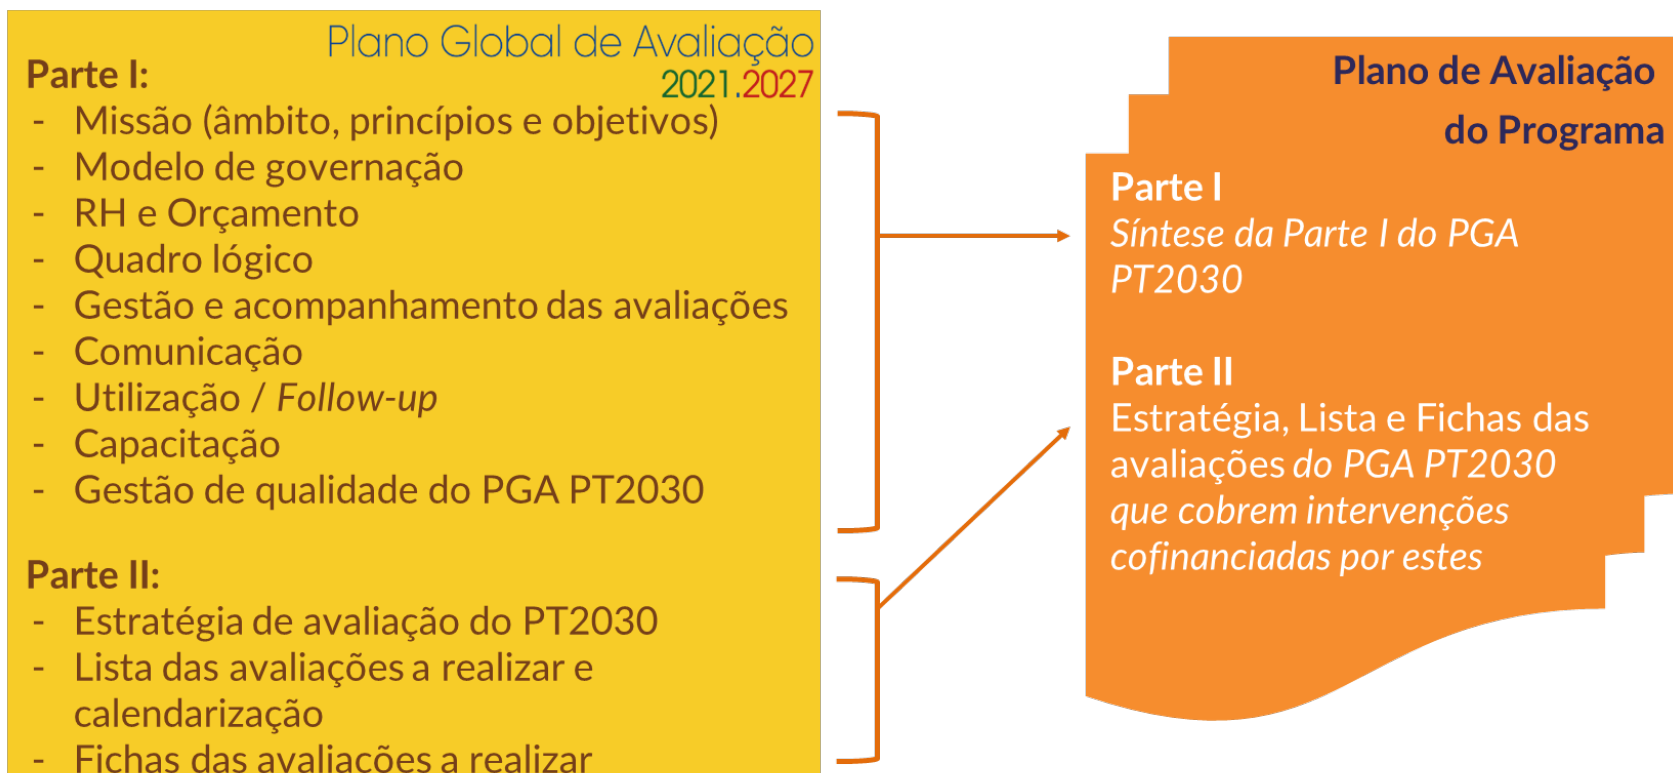 Plano Global de Avaliação
2021.2027
Parte I:
- Missão (âmbito, princípios e objetivos)
- Modelo de governação
- RH e Orçamento
- Quadro lógico
- Gestão e acompanhamento das avaliações
- Comunicação
- Utilização / Follow-up
- Capacitação
- Gestão de qualidade do PGA PT2030
Parte II:
- Estratégia de avaliação do PT2030
- Lista das avaliações a realizar e
calendarização
- Fichas das avaliações a realizar
Plano de Avaliação
do Programa
Parte I
Síntese da Parte I do PGA
PT2030
Parte II
Estratégia, Lista e Fichas das
avaliações do PGA PT2030
que cobrem intervenções
cofinanciadas por estes